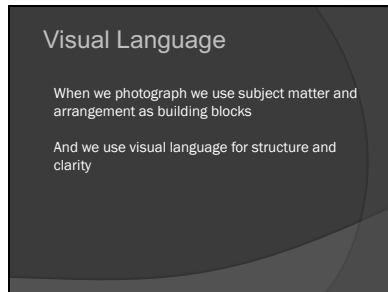 Visual Language
When we photograph we use subject matter and
arrangement as building blocks
And we use visual language for structure and
clarity